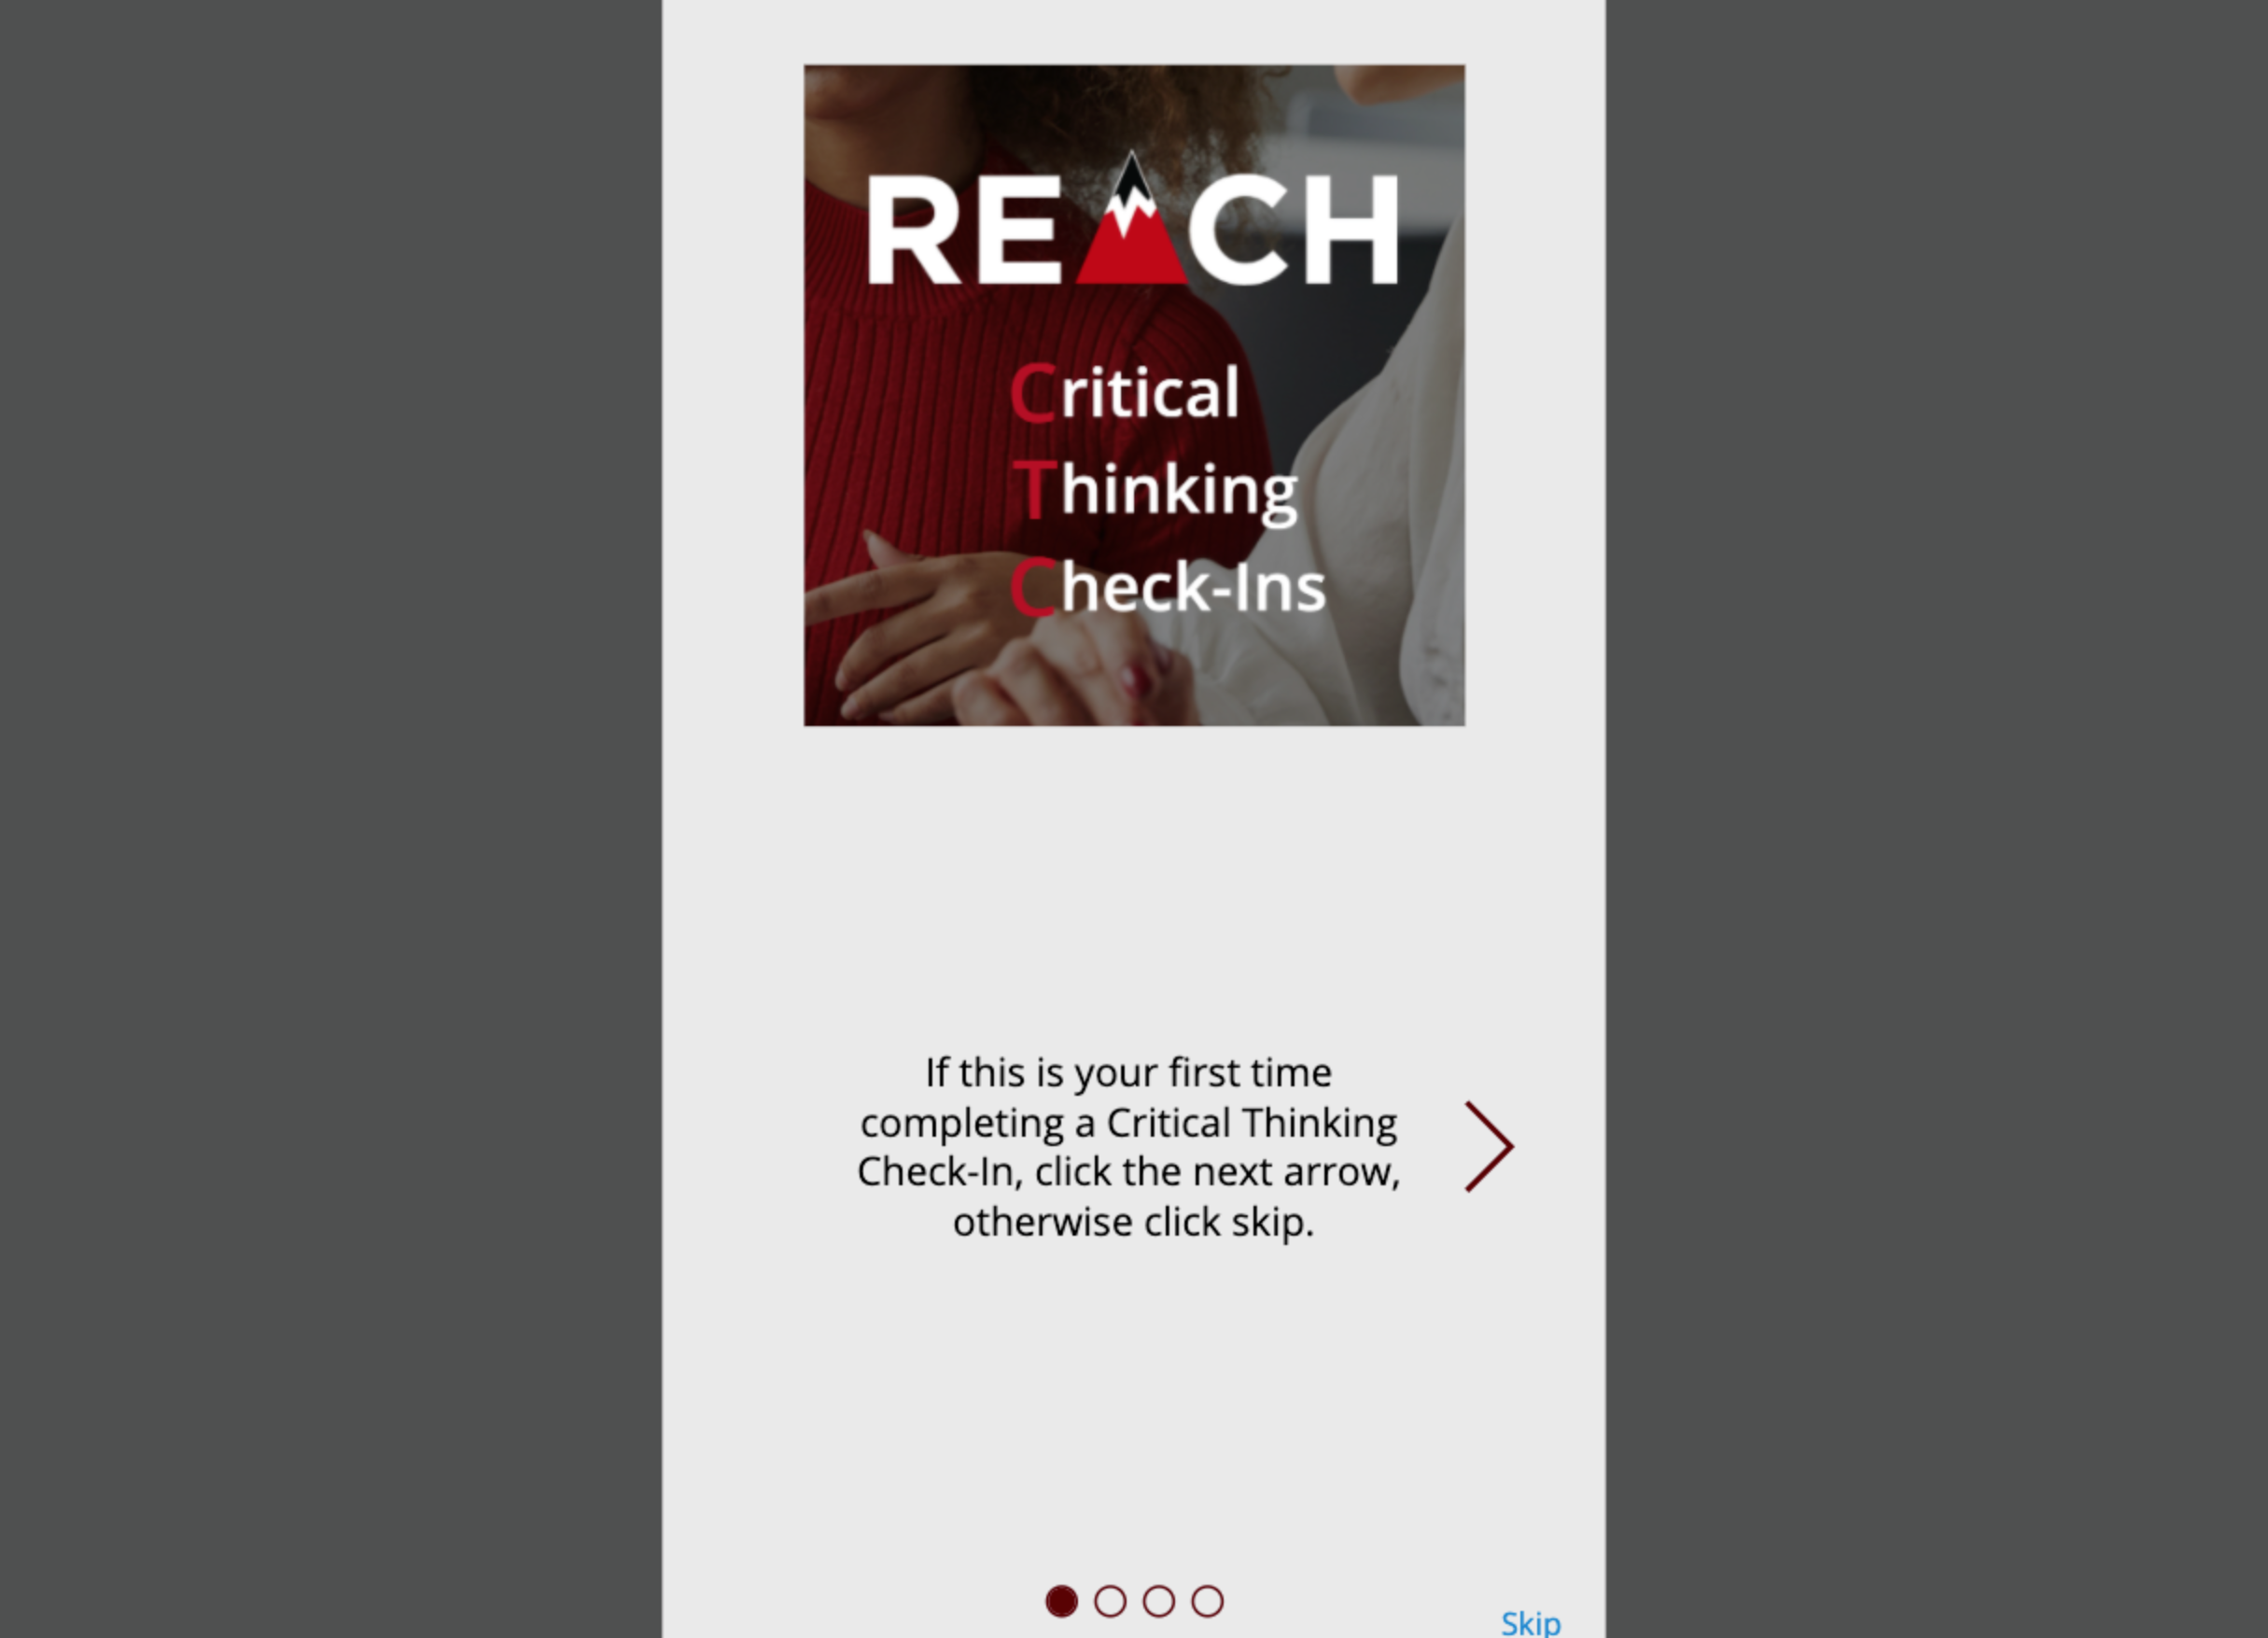 REACH
Critical
Thinking
Check-Ins
If this is your first time
completing a Critical Thinking
Check-In, click the next arrow,
otherwise click skip.
Skip